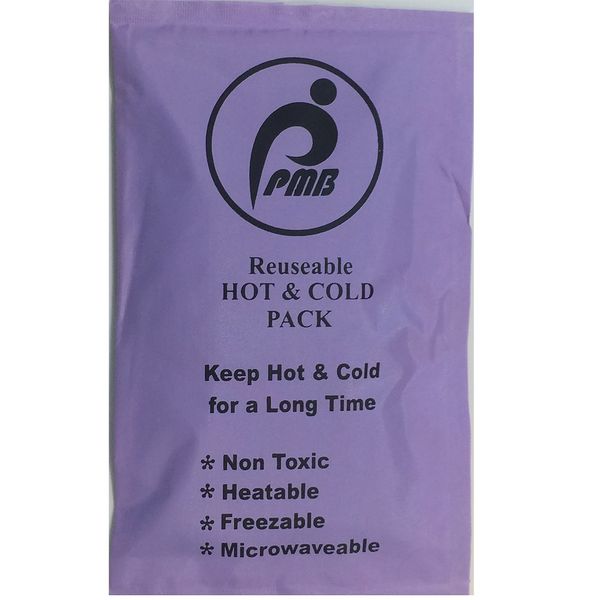 PMB
Reuseable
HOT & COLD
PACK
Keep Hot & Cold
for a Long Time
* Non Toxic
* Heatable
* Freezable
* Microwaveable